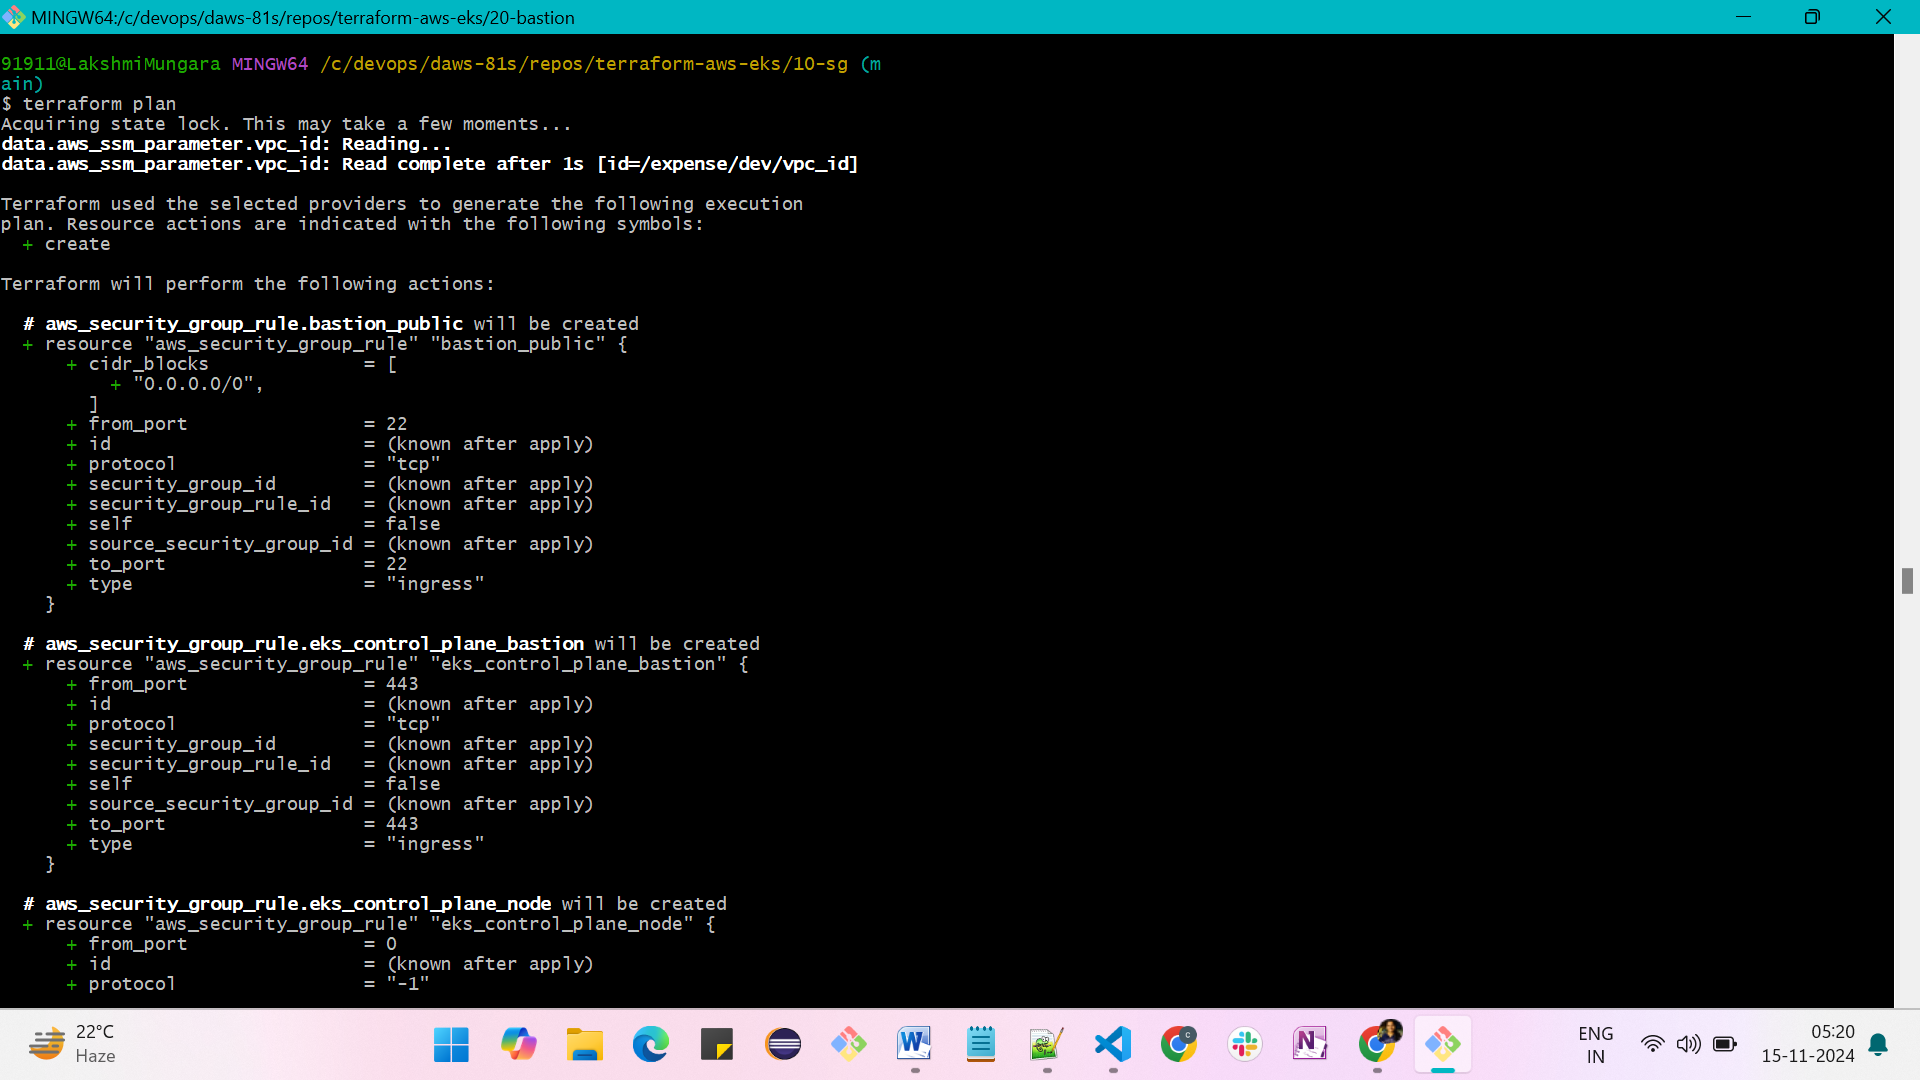 MINGW64:/c/devops/daws-81s/repos/terraform-aws-eks/20-bastion
91911@LakshmiMungara MINGW64 /c/devops/daws-81s/repos/terraform-aws-eks/10-sg (m
ain)
$ terraform plan
Acquiring state lock. This may take a few moments...
data.aws_ssm_parameter.vpc_id: Reading...
data.aws_ssm_parameter.vpc_id: Read complete after 1s [id=/expense/dev/vpc_id]

Terraform used the selected providers to generate the following execution
plan. Resource actions are indicated with the following symbols:
  + create

Terraform will perform the following actions:

  # aws_security_group_rule.bastion_public will be created
  + resource "aws_security_group_rule" "bastion_public" {
      + cidr_blocks              = [
          + "0.0.0.0/0",
        ]
      + from_port                = 22
      + id                       = (known after apply)
      + protocol                 = "tcp"
      + security_group_id        = (known after apply)
      + security_group_rule_id   = (known after apply)
      + self                     = false
      + source_security_group_id = (known after apply)
      + to_port                  = 22
      + type                     = "ingress"
    }

  # aws_security_group_rule.eks_control_plane_bastion will be created
  + resource "aws_security_group_rule" "eks_control_plane_bastion" {
      + from_port                = 443
      + id                       = (known after apply)
      + protocol                 = "tcp"
      + security_group_id        = (known after apply)
      + security_group_rule_id   = (known after apply)
      + self                     = false
      + source_security_group_id = (known after apply)
      + to_port                  = 443
      + type                     = "ingress"
    }

  # aws_security_group_rule.eks_control_plane_node will be created
  + resource "aws_security_group_rule" "eks_control_plane_node" {
      + from_port                = 0
      + id                       = (known after apply)
      + protocol                 = "-1"
22°C
Haze
ENG
IN
05:20
15-11-2024